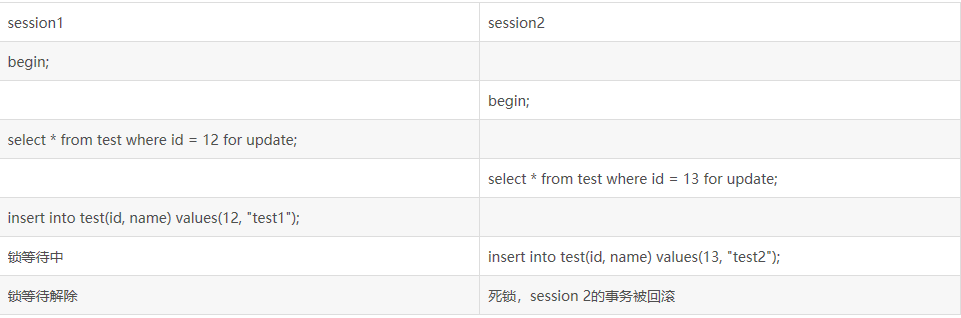 session1 session2
begin;
begin;
select * from test where id = 12 for update;
select * from test where id = 13 for update;
insert into test(id, name) values(12, "test1");
锁等待中 insert into test(id, name) values(13, "test2");
锁等待解除 死锁，session 2的事务被回滚